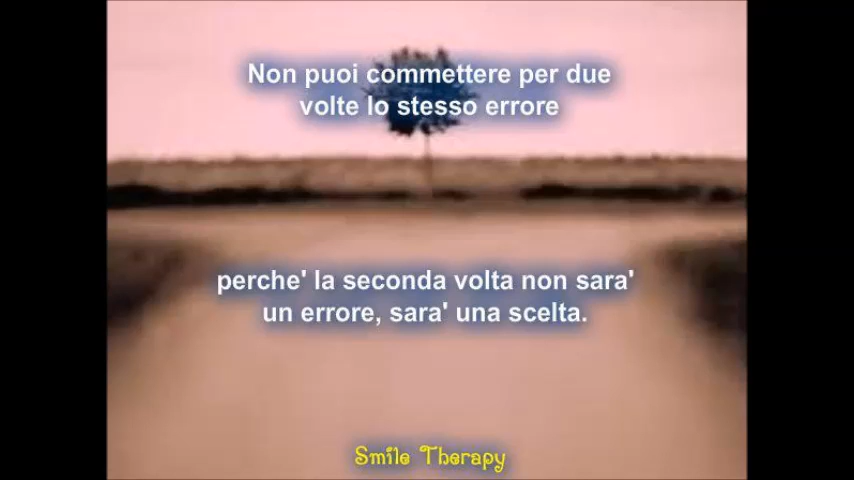 Non puoi commettere per due
volte lo stesso errore
perche' la seconda volta non sara'
un errore, sara' una scelta.
Smile Therapy